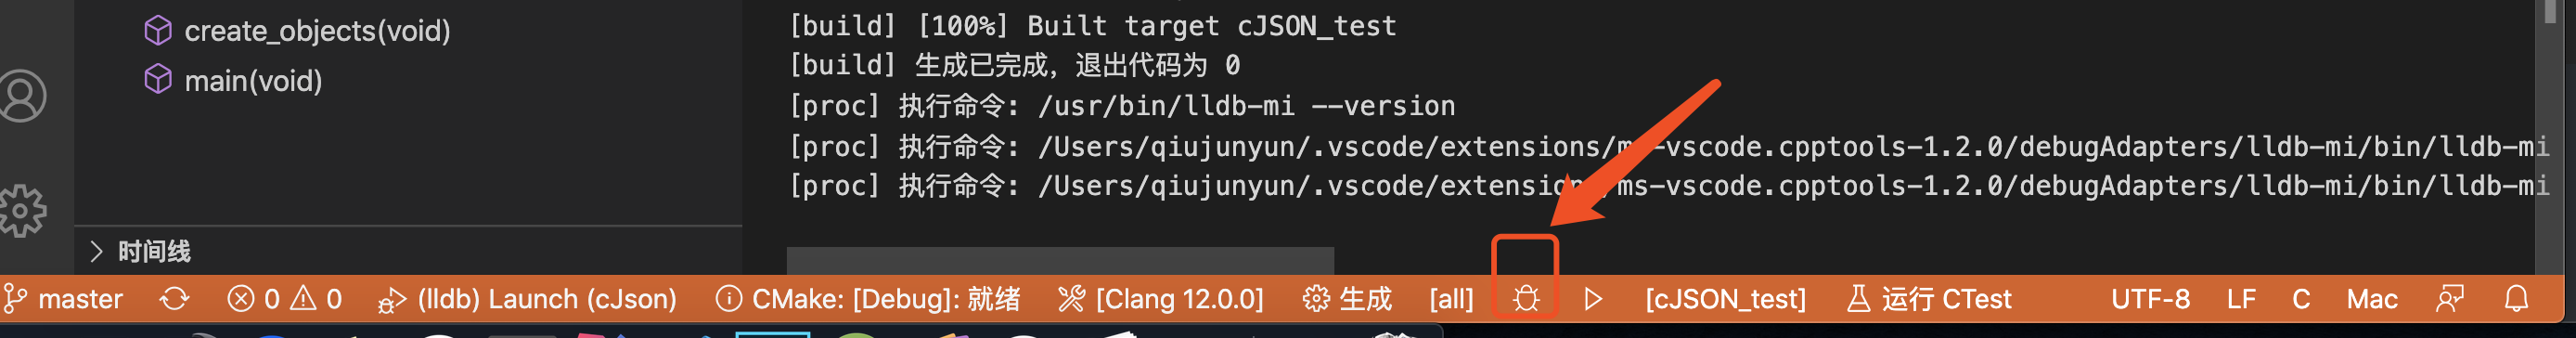 create_objects(void)
main(void)
时间线
[build] [100%] Built target cJSON_test
[build] 生成已完成，退出代码为 0
[proc] 执行命令: /usr/bin/lldb-mi --version
[proc] 执行命令: /Users/qiujunyun/.vscode/extensions/ms-vscode.cpptools-1.2.0/debugAdapters/lldb-mi/bin/lldb-mi
[proc] 执行命令: /Users/qiujunyun/.vscode/extensions/ms-vscode.cpptools-1.2.0/debugAdapters/lldb-mi/bin/lldb-mi
master 0 0 (lldb) Launch (cJson) CMake: [Debug]: 就绪 [Clang 12.0.0] 生成 [all] [cJSON_test] 运行 CTest UTF-8 LF C Mac